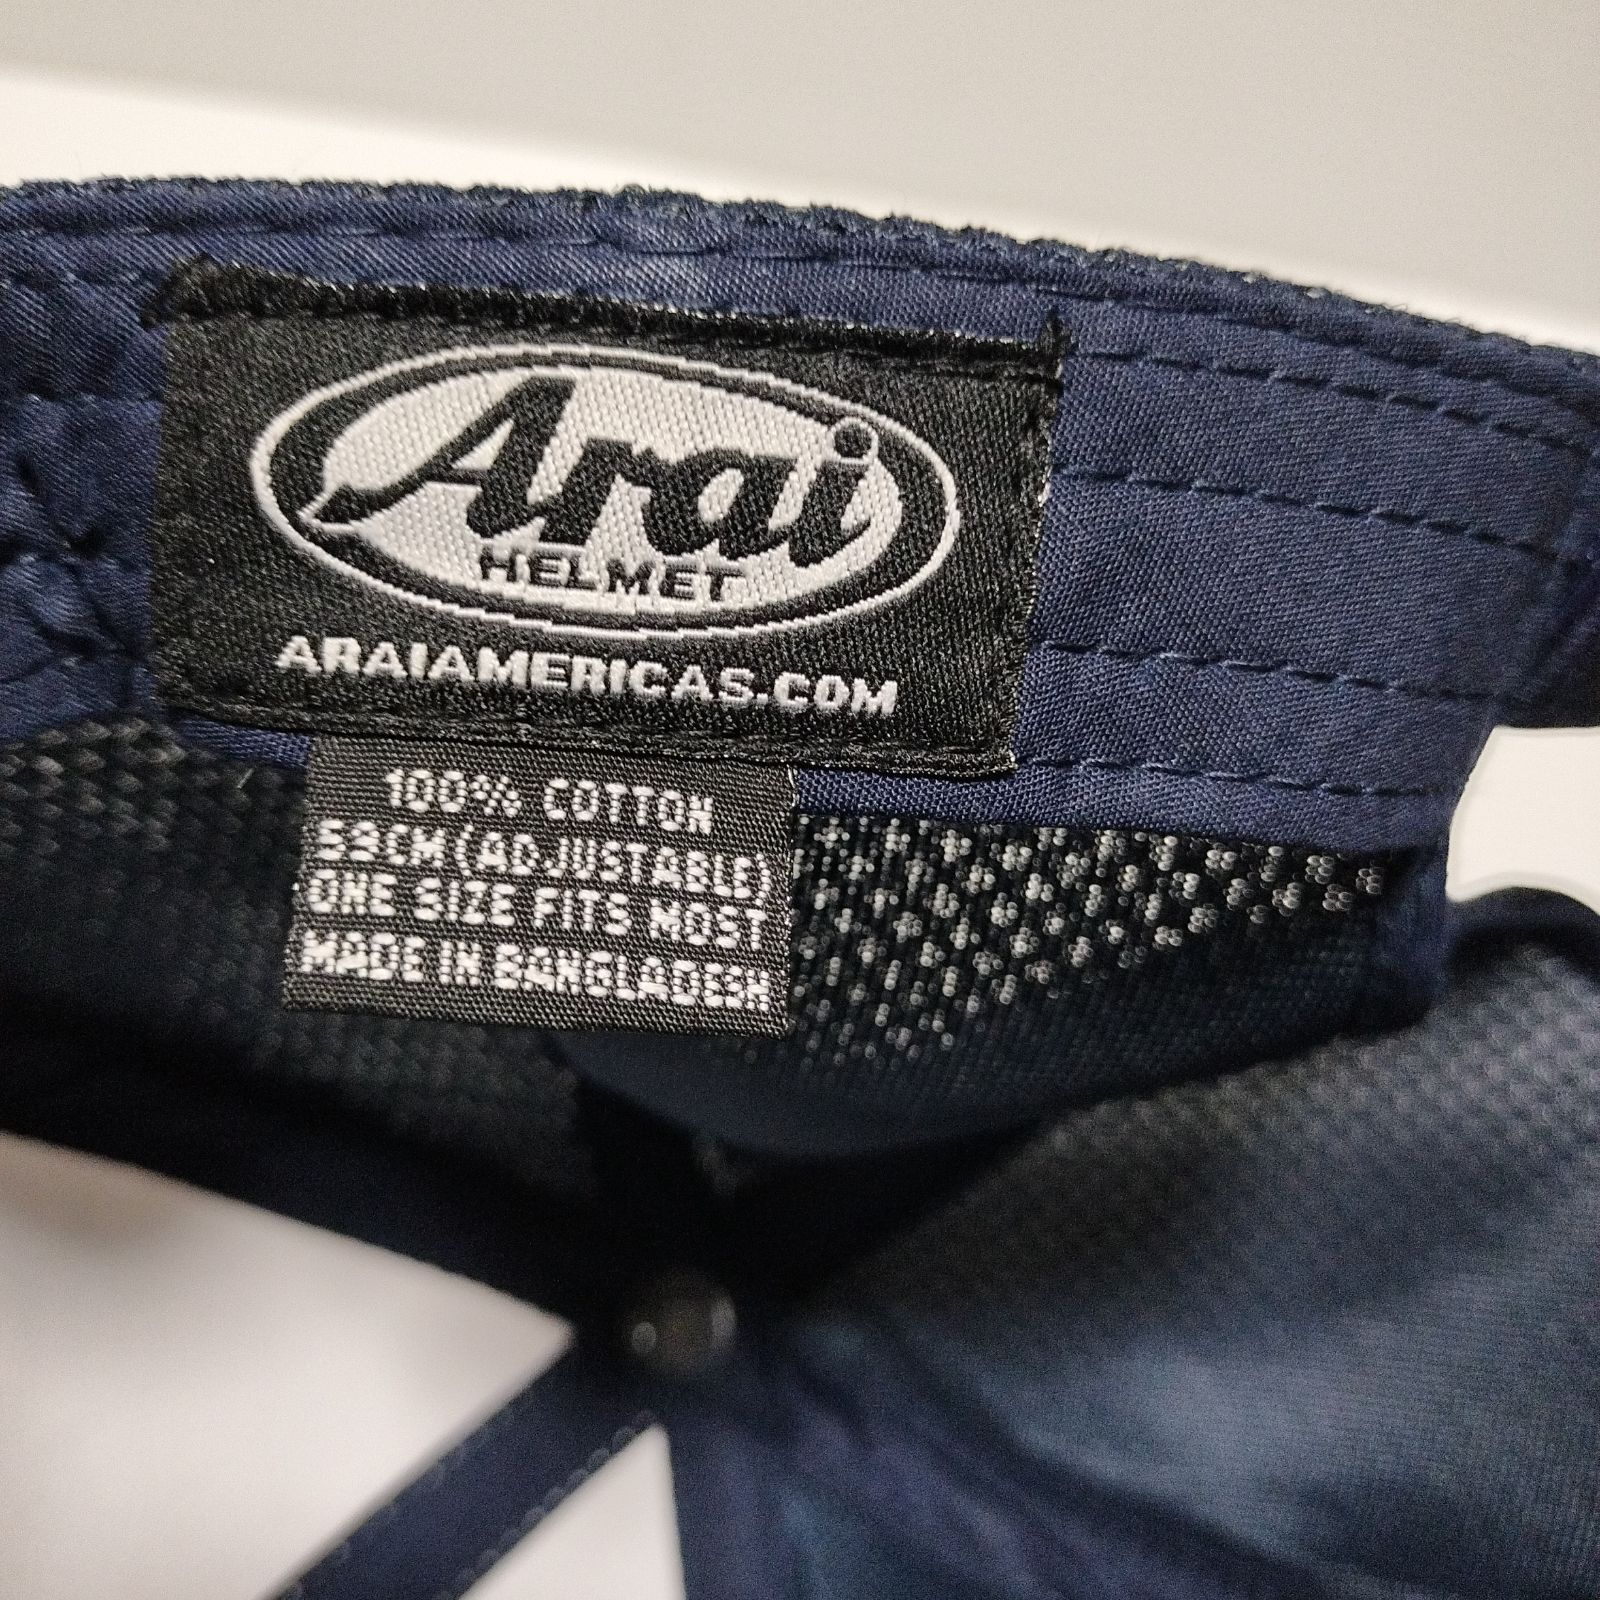 Arai
HELMET
ARAIAMERICAS.COM
100% COTTON
58CM(ADJUSTABLE)
ONE SIZE FITS MOST
MADE IN BANGLADESH